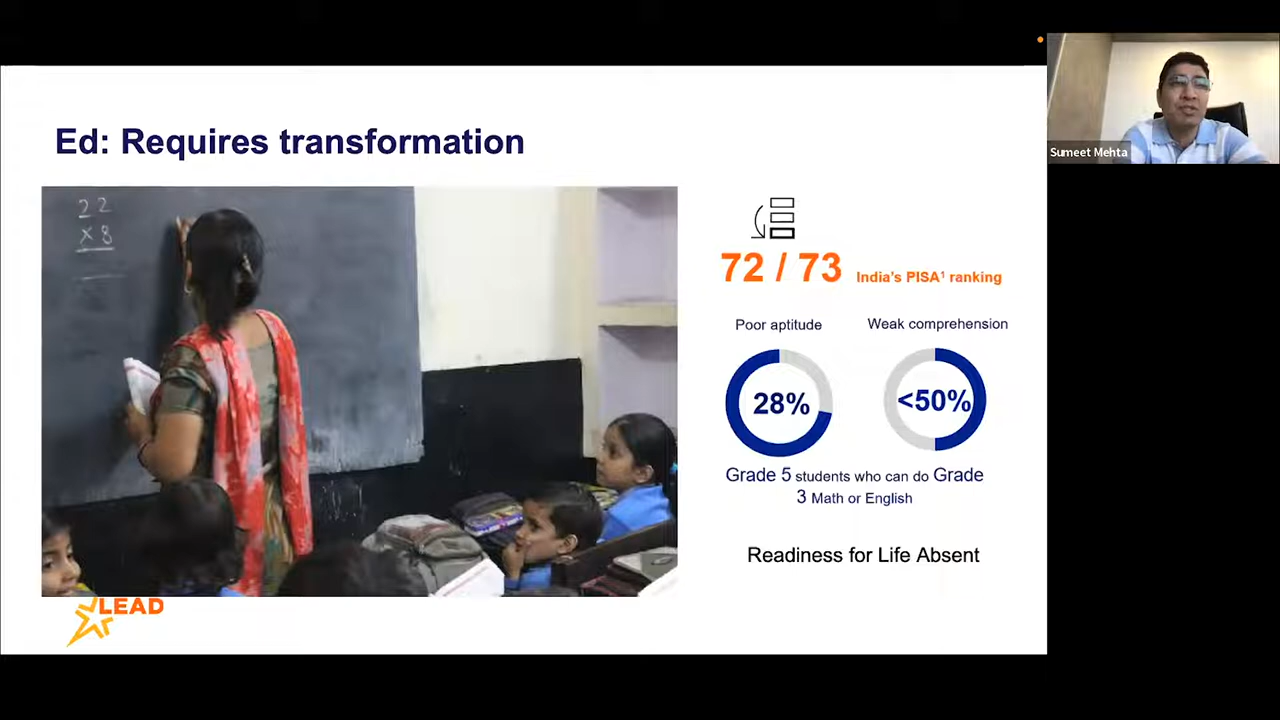 Sumeet Mehta
Ed: Requires transformation
22
×8
72 / 73 India's PISA¹ ranking
Poor aptitude
Weak comprehension
28%
<50%
Grade 5 students who can do Grade
3 Math or English
Readiness for Life Absent
LEAD